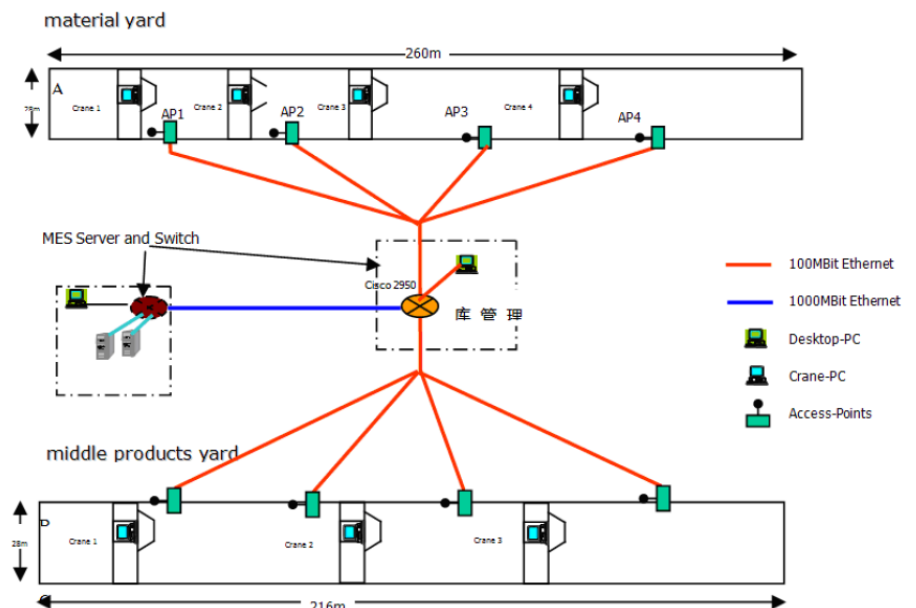 material yard
260m
A
28m
Crane 1
Crane 2
Crane 3
Crane 4
AP1
AP2
AP3
AP4
MES Server and Switch
Cisco 2950
库 管 理
100MBit Ethernet
1000MBit Ethernet
Desktop-PC
Crane-PC
Access-Points
middle products yard
28m
Crane 1
Crane 2
Crane 3
216m